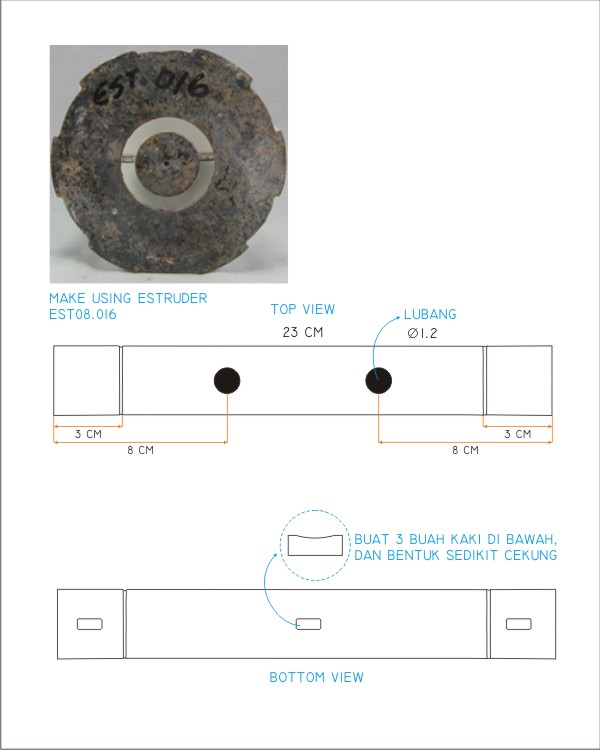 EST. 016
MAKE USING ESTRUDER
EST08.016
TOP VIEW
23 CM
LUBANG
Ø1.2
3 CM
8 CM
3 CM
8 CM
BUAT 3 BUAH KAKI DI BAWAH,
DAN BENTUK SEDIKIT CEKUNG
BOTTOM VIEW